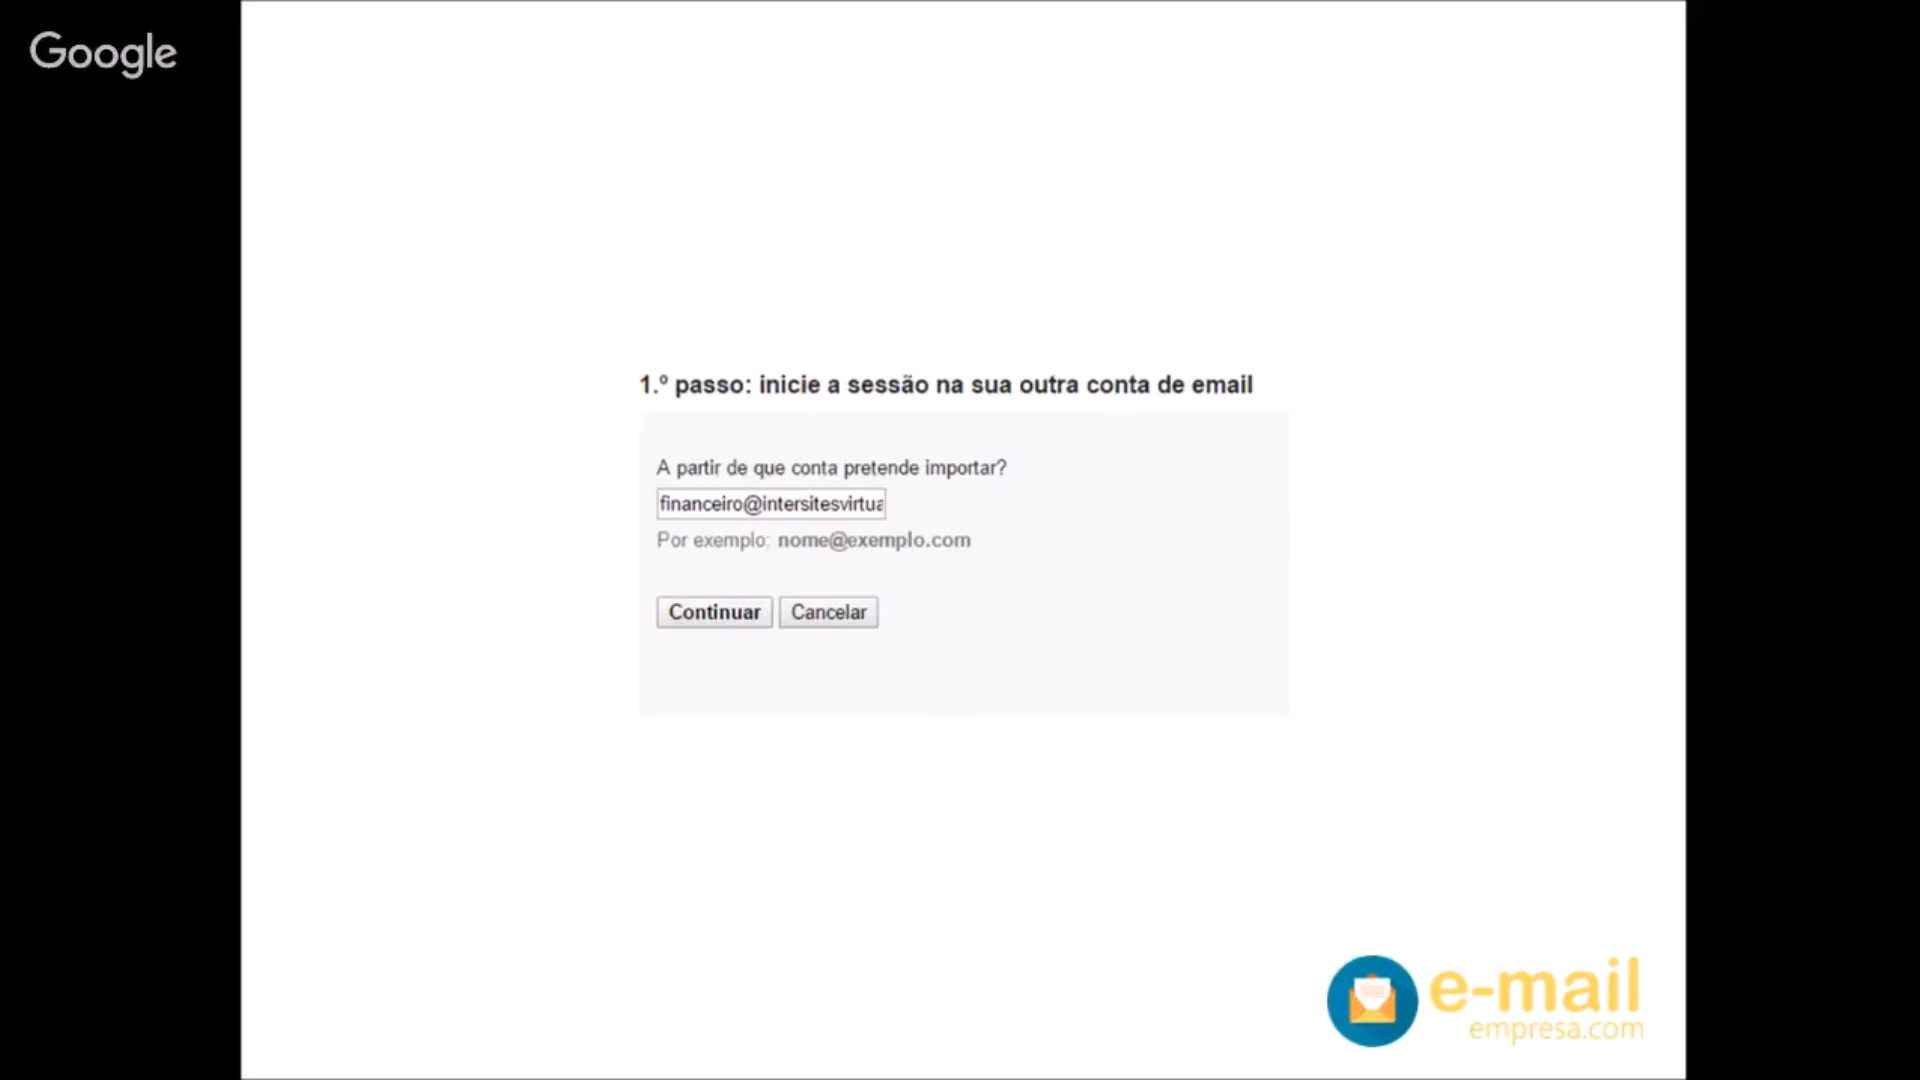 Google
1.º passo: inicie a sessão na sua outra conta de email
A partir de que conta pretende importar?
financeiro@intersitesvirtua
Por exemplo: nome@exemplo.com
Continuar Cancelar
e-mail
empresa.com